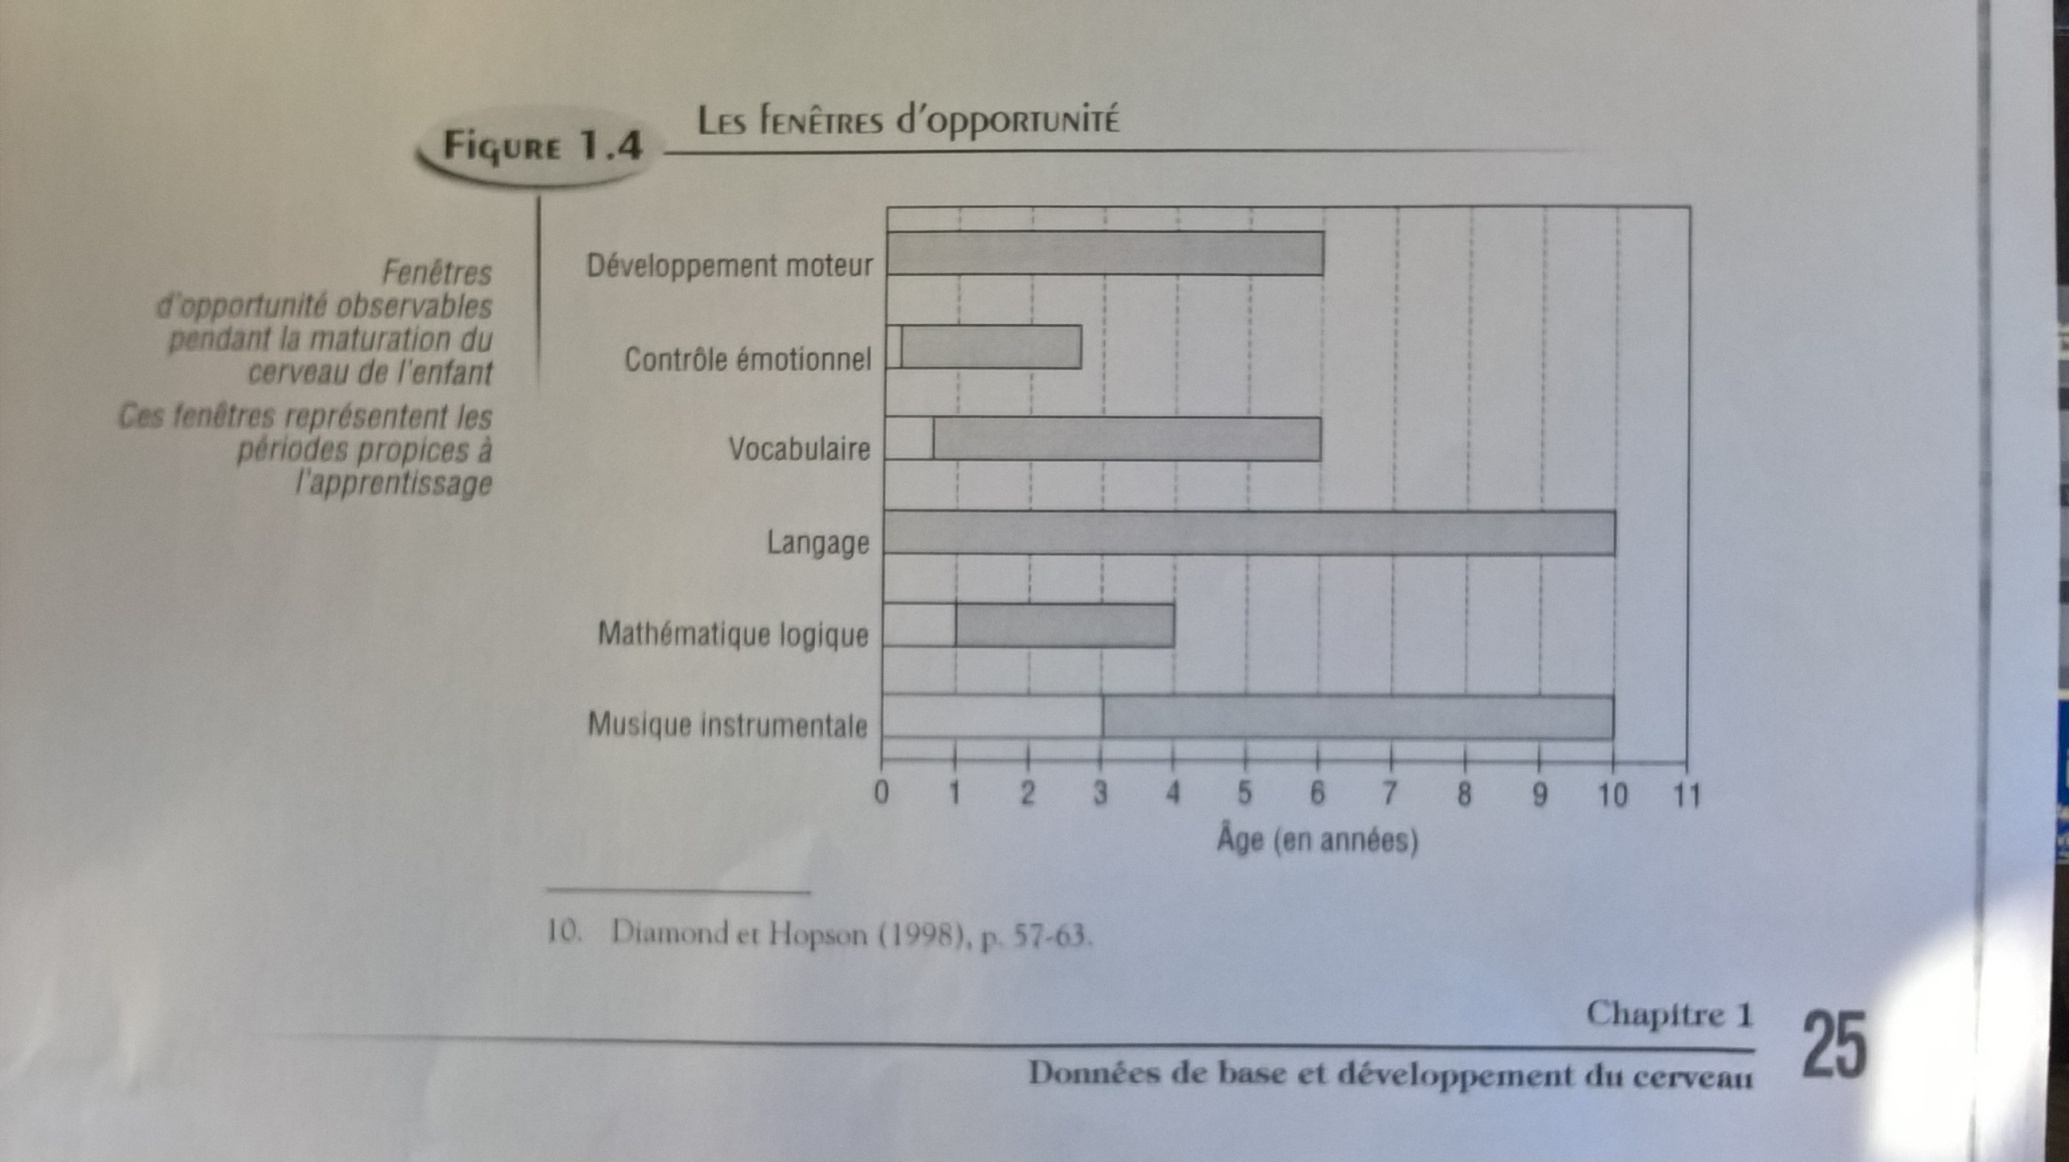 Figure 1.4
Les fenêtres d'opportunité
Fenêtres
d'opportunité observables
pendant la maturation du
cerveau de l'enfant
Ces fenêtres représentent les
périodes propices à
l'apprentissage
Développement moteur
Contrôle émotionnel
Vocabulaire
Langage
Mathématique logique
Musique instrumentale
0 1 2 3 4 5 6 7 8 9 10 11
Âge (en années)
10. Diamond et Hopson (1998), p. 57-63.
Chapitre 1
25
Données de base et développement du cerveau